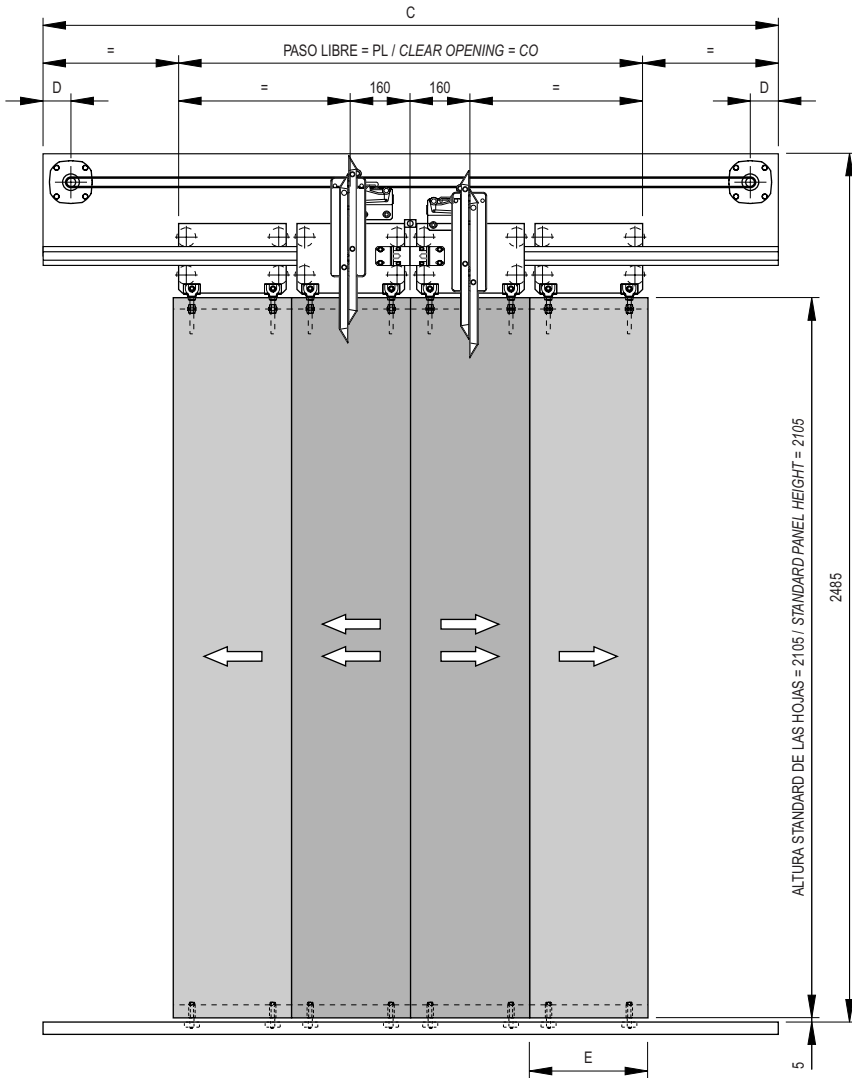 C
= PASO LIBRE = PL / CLEAR OPENING = CO =
D = 160 160 = D
ALTURA STANDARD DE LAS HOJAS = 2105 / STANDARD PANEL HEIGHT = 2105
2485
E
5